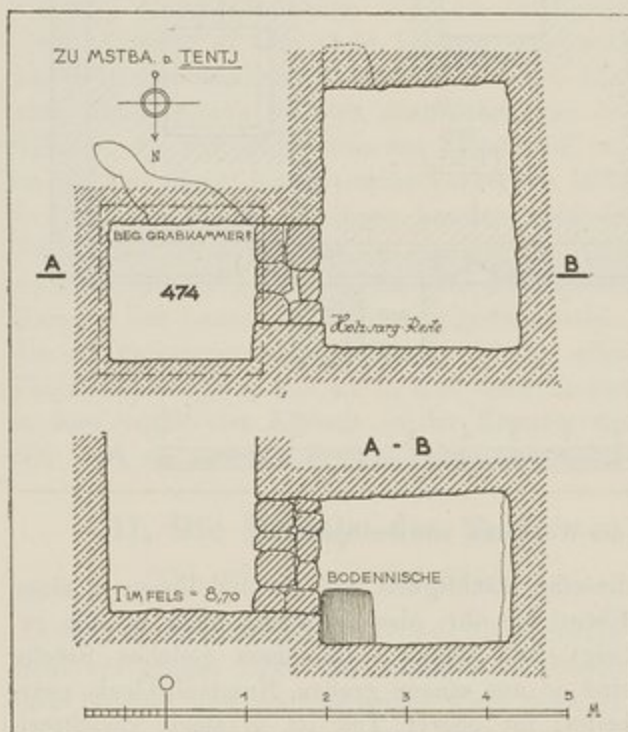 ZU MSTBA. D. TENTJ
N
BEG. GRABKAMMER?
A
474
B
Holzsarg-Reste
A - B
BODENNISCHE
T IM FELS = 8,70
0 1 2 3 4 5 M